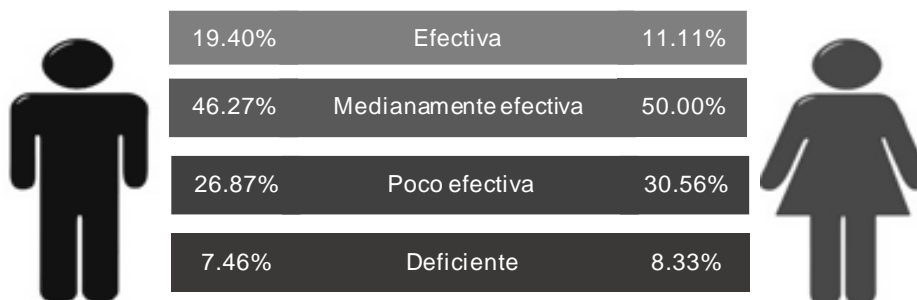 19.40% Efectiva 11.11%
46.27% Medianamente efectiva 50.00%
26.87% Poco efectiva 30.56%
7.46% Deficiente 8.33%